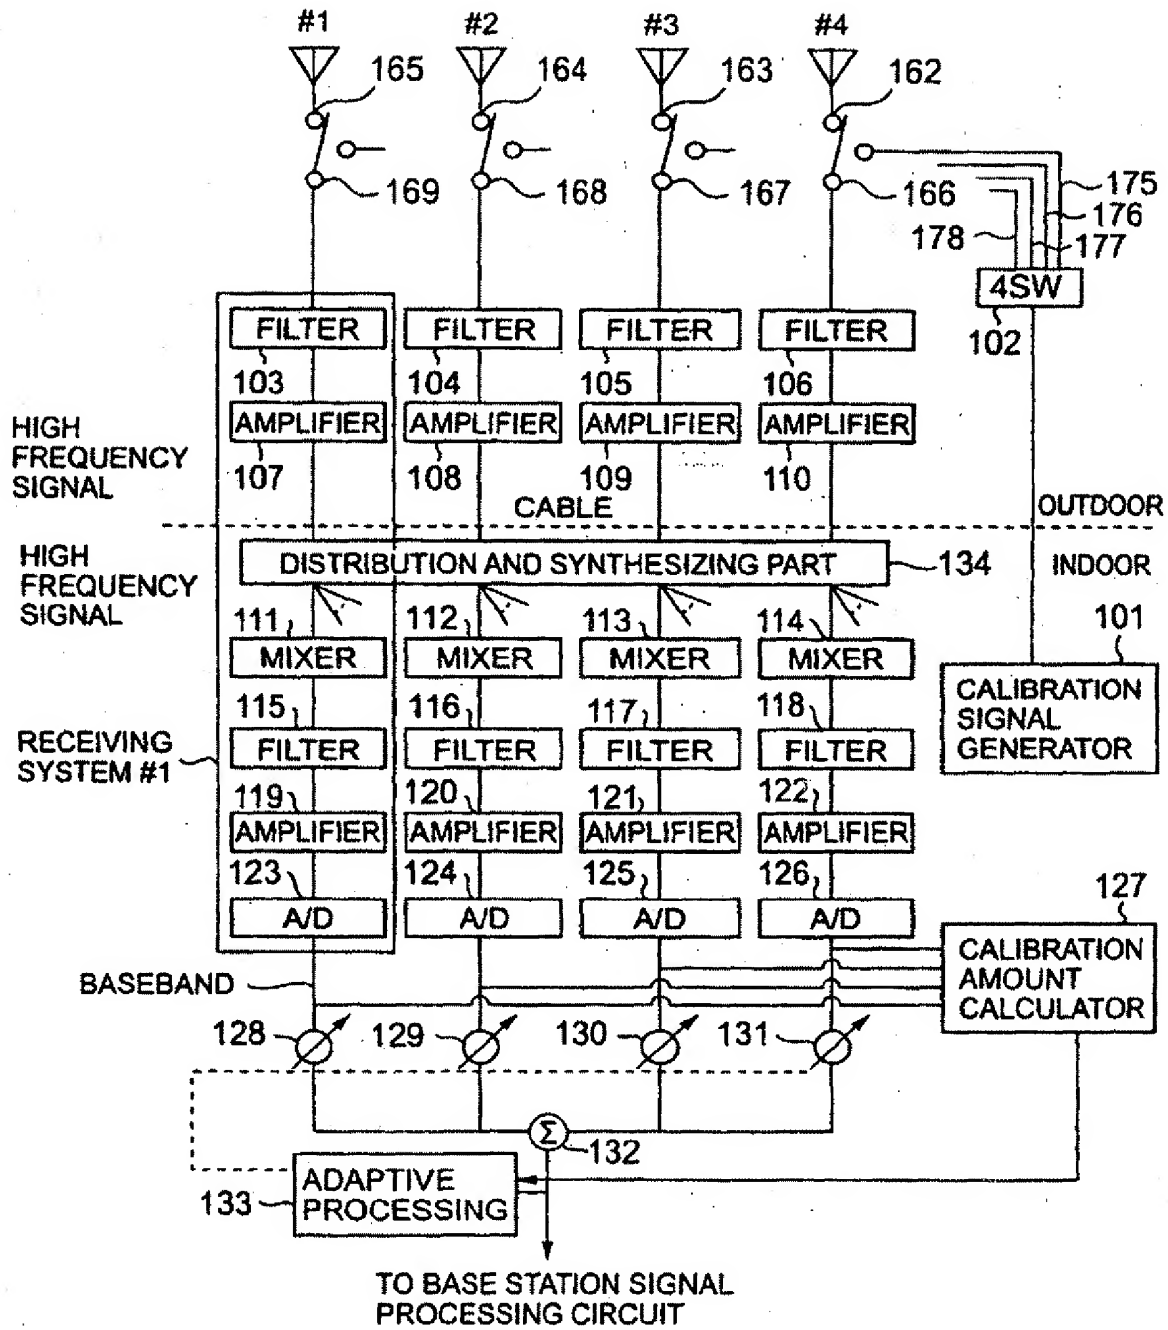 #1 #2 #3 #4
165 164 163 162
169 168 167 166
175
176
178 177
4SW
102
FILTER FILTER FILTER FILTER
103 104 105 106
AMPLIFIER AMPLIFIER AMPLIFIER AMPLIFIER
107 108 109 110
HIGH
FREQUENCY
SIGNAL
CABLE
OUTDOOR
HIGH
FREQUENCY
SIGNAL
DISTRIBUTION AND SYNTHESIZING PART
134
INDOOR
111 112 113 114
MIXER MIXER MIXER MIXER
101
CALIBRATION
SIGNAL
GENERATOR
115 116 117 118
FILTER FILTER FILTER FILTER
RECEIVING
SYSTEM #1
119 120 121 122
AMPLIFIER AMPLIFIER AMPLIFIER AMPLIFIER
123 124 125 126
A/D A/D A/D A/D
127
CALIBRATION
AMOUNT
CALCULATOR
BASEBAND
128 129 130 131
Σ
132
ADAPTIVE
PROCESSING
133
TO BASE STATION SIGNAL
PROCESSING CIRCUIT